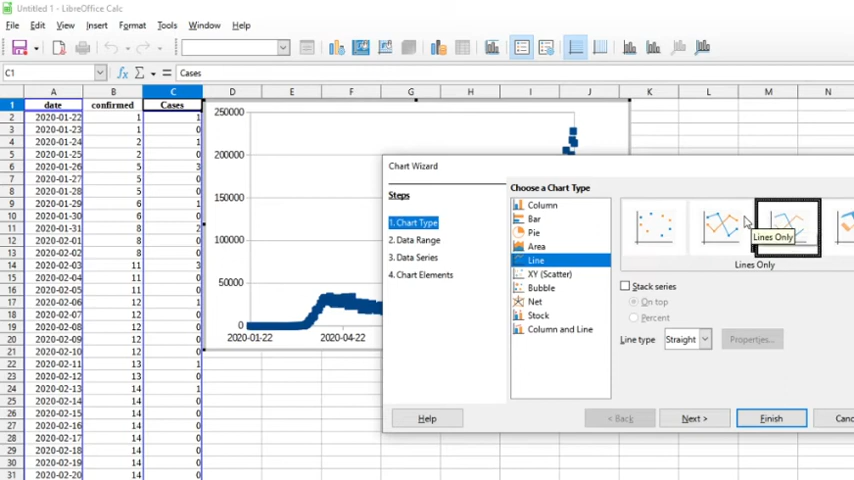 Untitled 1 - LibreOffice Calc
File Edit View Insert Format Tools Window Help
C1 Cases
A B C D E F G H I J K L M N
1 date confirmed Cases
2 2020-01-22 1 1
3 2020-01-23 1 0
4 2020-01-24 2 1
5 2020-01-25 2 0
6 2020-01-26 5 3
7 2020-01-27 5 0
8 2020-01-28 5 0
9 2020-01-29 6 1
10 2020-01-30 6 0
11 2020-01-31 8 2
12 2020-02-01 8 0
13 2020-02-02 8 0
14 2020-02-03 11 3
15 2020-02-04 11 0
16 2020-02-05 11 0
17 2020-02-06 12 1
18 2020-02-07 12 0
19 2020-02-08 12 0
20 2020-02-09 12 0
21 2020-02-10 12 0
22 2020-02-11 13 1
23 2020-02-12 13 0
24 2020-02-13 14 1
25 2020-02-14 14 0
26 2020-02-15 14 0
27 2020-02-16 14 0
28 2020-02-17 14 0
29 2020-02-18 14 0
30 2020-02-19 14 0
31 2020-02-20 14 0
250000
200000
150000
100000
50000
0
2020-01-22 2020-04-22
Chart Wizard
Steps
1. Chart Type
2. Data Range
3. Data Series
4. Chart Elements
Choose a Chart Type
Column
Bar
Pie
Area
Line
XY (Scatter)
Bubble
Net
Stock
Column and Line
Lines Only
Lines Only
Stack series
On top
Percent
Line type Straight Properties...
Help < Back Next > Finish Canc